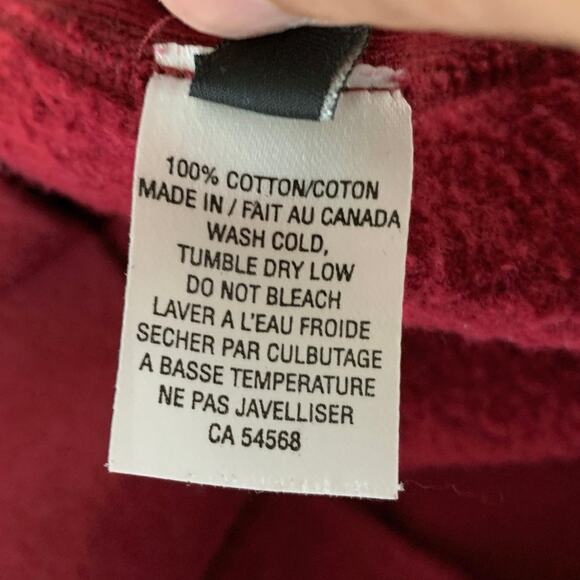 100% COTTON/COTON
MADE IN / FAIT AU CANADA
WASH COLD,
TUMBLE DRY LOW
DO NOT BLEACH
LAVER A L'EAU FROIDE
SECHER PAR CULBUTAGE
A BASSE TEMPERATURE
NE PAS JAVELLISER
CA 54568